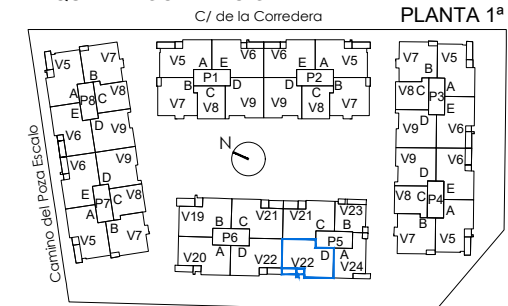 C/ de la Corredera
PLANTA 1ª
V5 A E V6 V6 E A V5
P1 P2
V7 B C D V9 V9 D C B V7
V8 V8
V5 V7
B
A P8 C V8
E D
V6 V9
V6 V9
D
E P7 C V8
A B
V5 V7
V7 V5
B A
V8 C P3
E
D
V9 V6
V9 V6
D
E
V8 C P4
B A
V7 V5
N
Camino del Poza Escalo
V19 V21 V21 V23
B C C B
P6 P5
A D D A
V20 V22 V22 V24